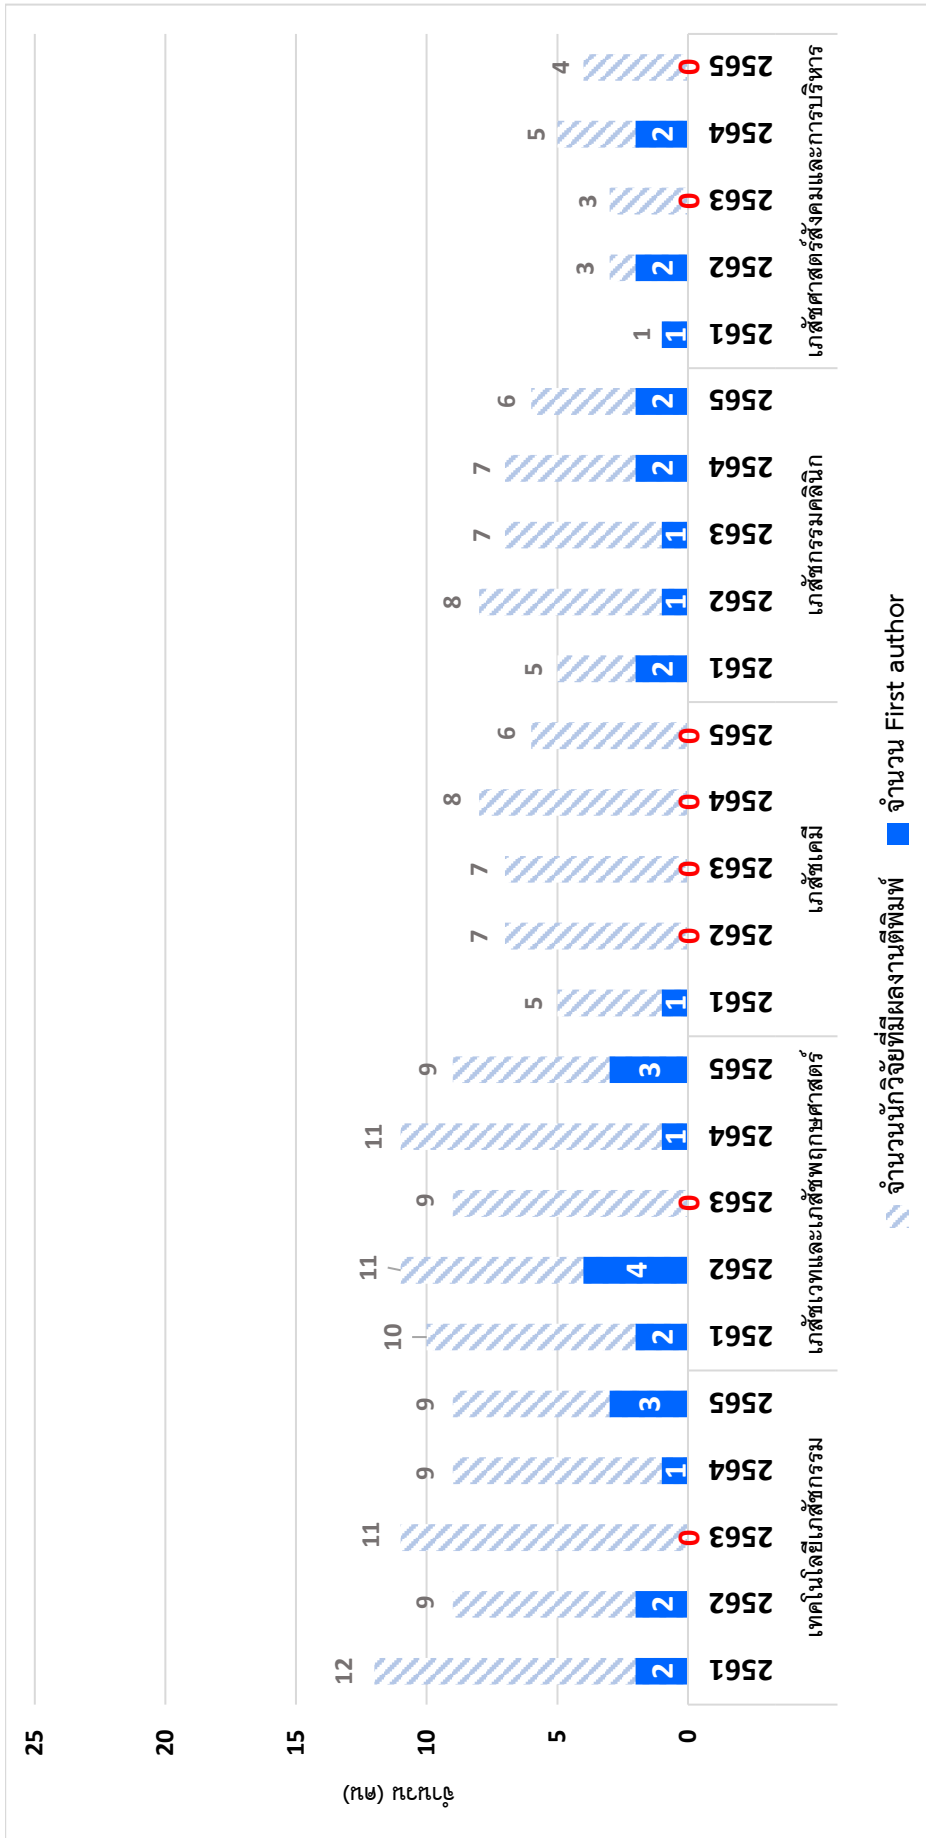 จำนวน (คน)
25
20
15
10
5
0
12 9 11 9 9 10 11 9 11 9 5 7 7 8 6 5 8 7 7 6 1 3 3 5 4
2 2 0 1 3 2 4 0 1 3 1 0 0 0 0 2 1 1 2 2 1 2 0 2 0
2561 2562 2563 2564 2565 2561 2562 2563 2564 2565 2561 2562 2563 2564 2565 2561 2562 2563 2564 2565 2561 2562 2563 2564 2565
เทคโนโลยีเภสัชกรรม เภสัชเวทและเภสัชพฤกษศาสตร์ เภสัชเคมี เภสัชกรรมคลินิก เภสัชศาสตร์สังคมและการบริหาร
จำนวนนักวิจัยที่มีผลงานตีพิมพ์ จำนวน First author